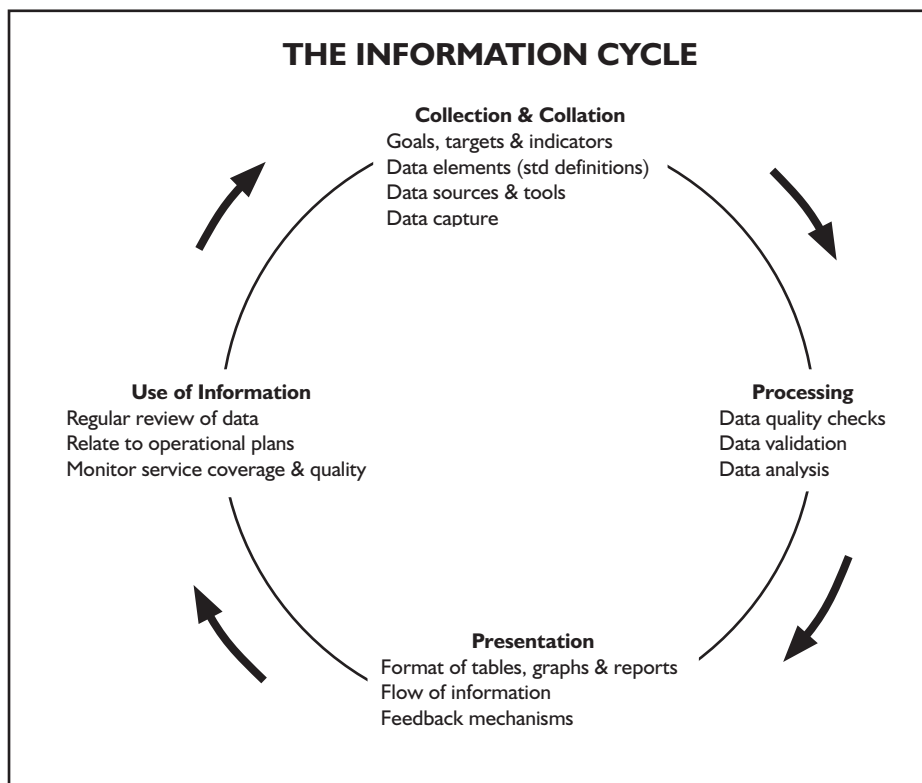 THE INFORMATION CYCLE
Collection & Collation
Goals, targets & indicators
Data elements (std definitions)
Data sources & tools
Data capture
Use of Information
Regular review of data
Relate to operational plans
Monitor service coverage & quality
Processing
Data quality checks
Data validation
Data analysis
Presentation
Format of tables, graphs & reports
Flow of information
Feedback mechanisms